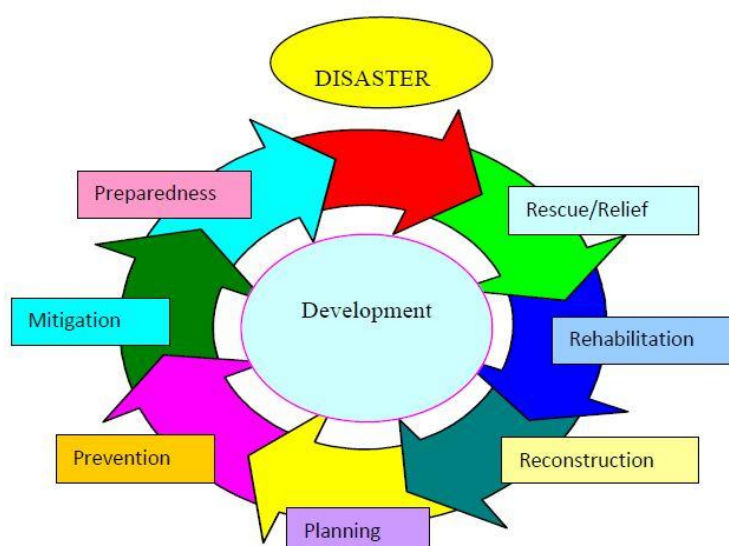 DISASTER
Preparedness
Rescue/Relief
Development
Mitigation
Rehabilitation
Prevention
Reconstruction
Planning